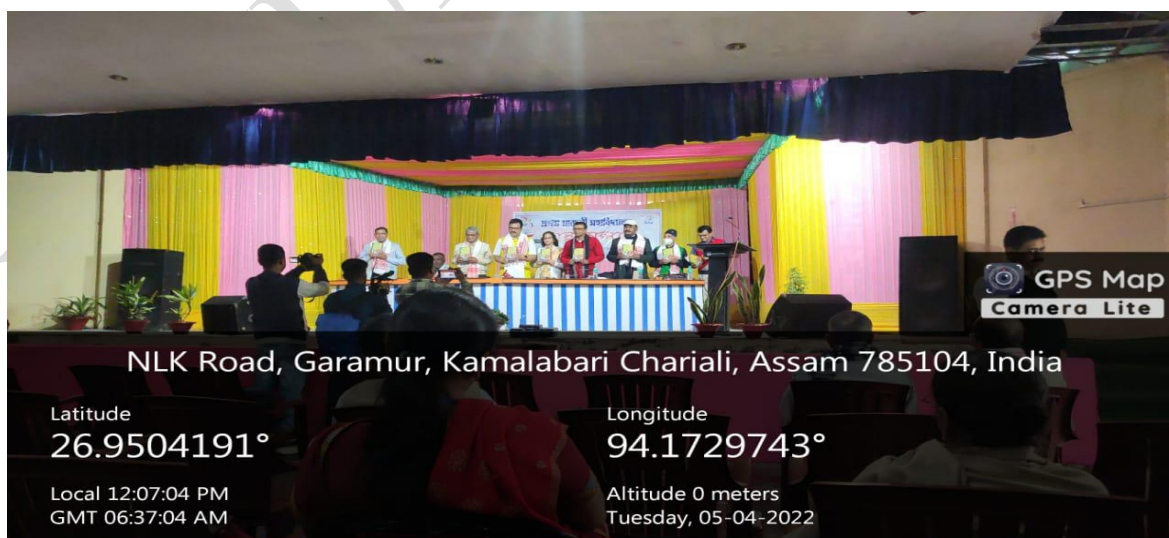 GPS Map
Camera Lite
NLK Road, Garamur, Kamalabari Chariali, Assam 785104, India
Latitude
26.9504191°
Longitude
94.1729743°
Local 12:07:04 PM
GMT 06:37:04 AM
Altitude 0 meters
Tuesday, 05-04-2022